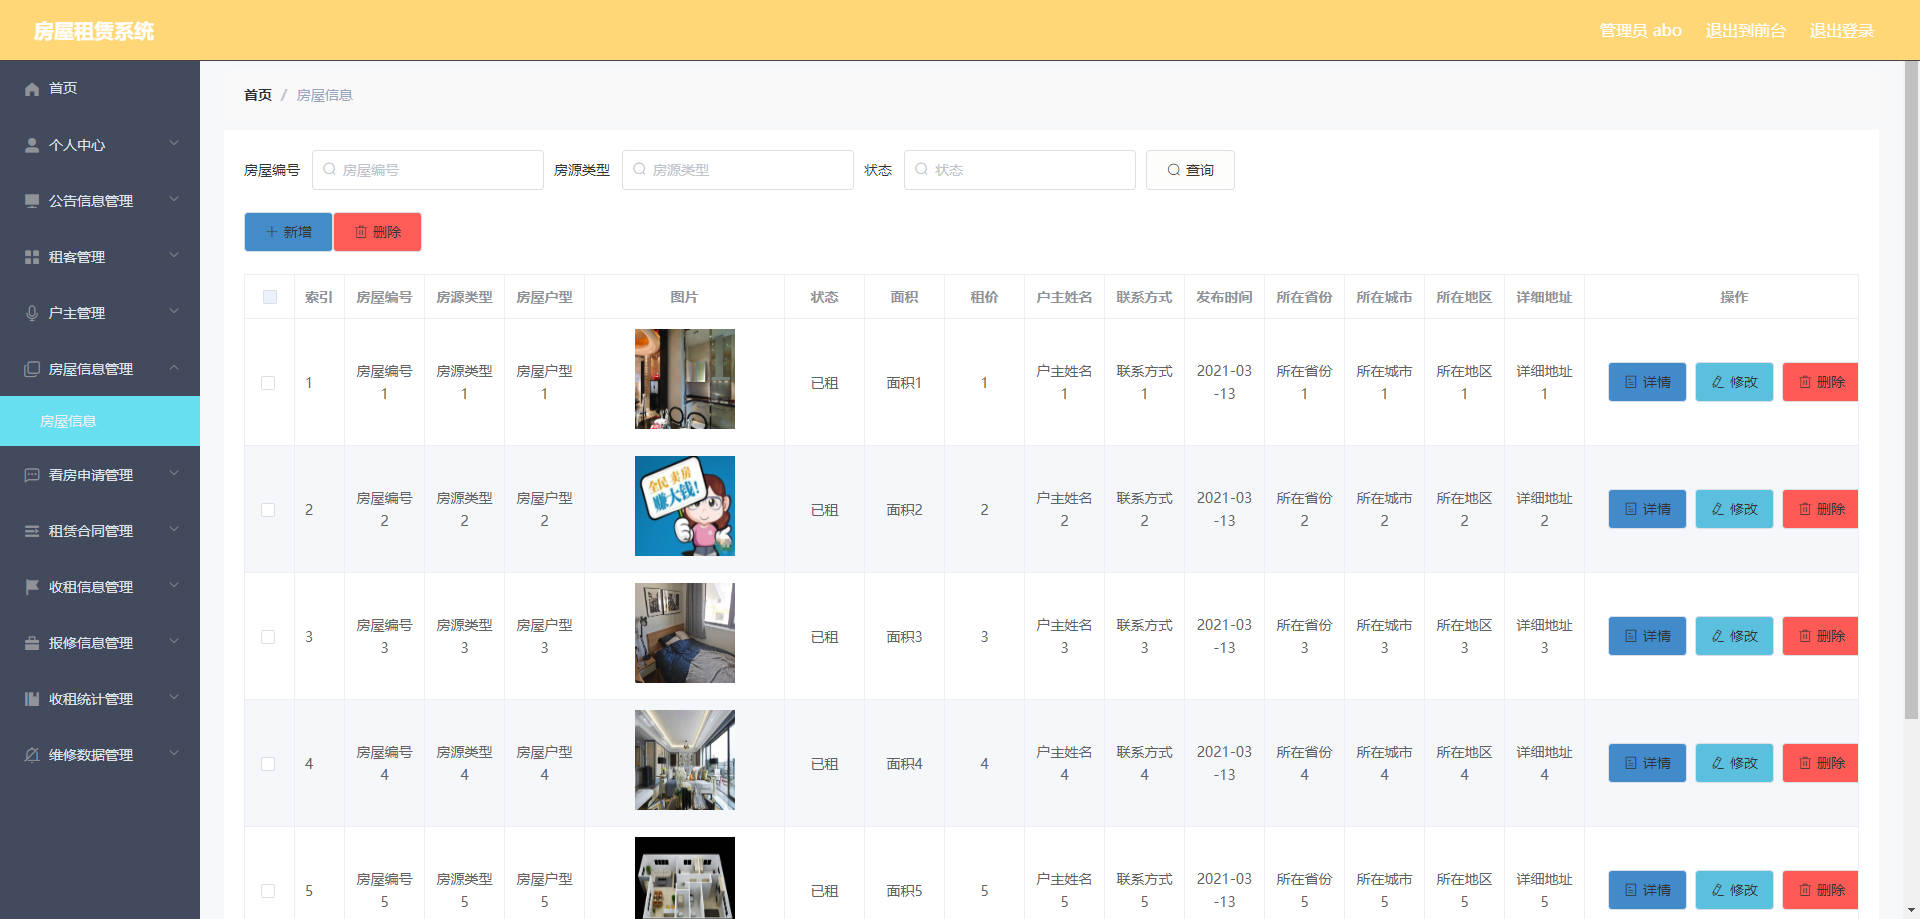 房屋租赁系统
管理员 abo 退出到前台 退出登录
首页
个人中心
公告信息管理
租客管理
户主管理
房屋信息管理
房屋信息
看房申请管理
租赁合同管理
收租信息管理
报修信息管理
收租统计管理
维修数据管理
首页 / 房屋信息
房屋编号 房屋编号 房源类型 房源类型 状态 状态 查询
新增 删除
索引 房屋编号 房源类型 房屋户型 图片 状态 面积 租价 户主姓名 联系方式 发布时间 所在省份 所在城市 所在地区 详细地址 操作
1 房屋编号1 房源类型1 房屋户型1 已租 面积1 1 户主姓名1 联系方式1 2021-03-13 所在省份1 所在城市1 所在地区1 详细地址1 详情 修改 删除
全民卖房
赚大钱!
2 房屋编号2 房源类型2 房屋户型2 已租 面积2 2 户主姓名2 联系方式2 2021-03-13 所在省份2 所在城市2 所在地区2 详细地址2 详情 修改 删除
3 房屋编号3 房源类型3 房屋户型3 已租 面积3 3 户主姓名3 联系方式3 2021-03-13 所在省份3 所在城市3 所在地区3 详细地址3 详情 修改 删除
4 房屋编号4 房源类型4 房屋户型4 已租 面积4 4 户主姓名4 联系方式4 2021-03-13 所在省份4 所在城市4 所在地区4 详细地址4 详情 修改 删除
5 房屋编号5 房源类型5 房屋户型5 已租 面积5 5 户主姓名5 联系方式5 2021-03-13 所在省份5 所在城市5 所在地区5 详细地址5 详情 修改 删除